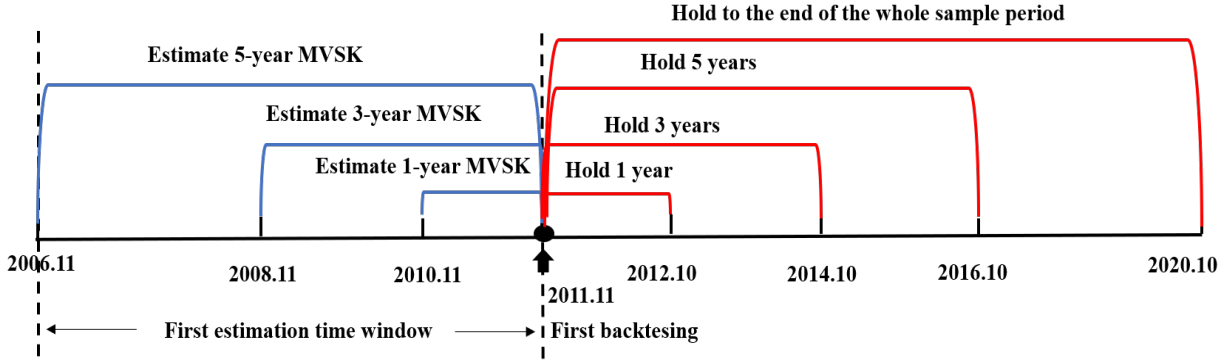 Hold to the end of the whole sample period
Estimate 5-year MVSK
Hold 5 years
Estimate 3-year MVSK
Hold 3 years
Estimate 1-year MVSK
Hold 1 year
2006.11
2008.11
2010.11
2011.11
2012.10
2014.10
2016.10
2020.10
First estimation time window
First backtesing